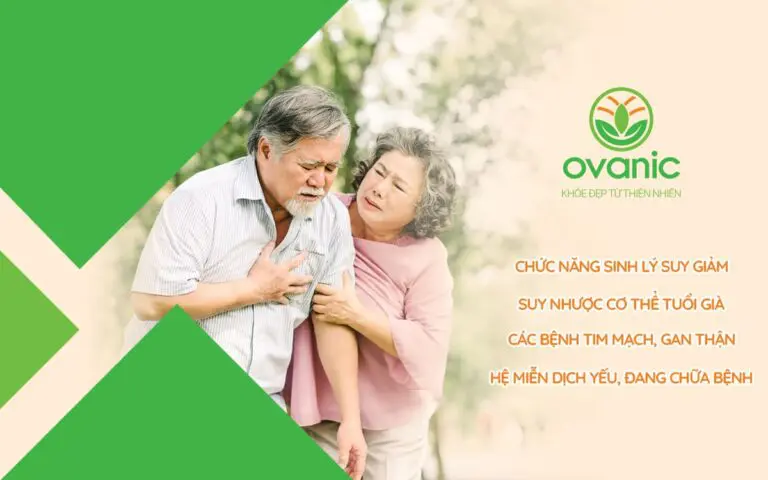 ovanic
KHỎE ĐẸP TỪ THIÊN NHIÊN
CHỨC NĂNG SINH LÝ SUY GIẢM
SUY NHƯỢC CƠ THỂ TUỔI GIÀ
CÁC BỆNH TIM MẠCH, GAN THẬN
HỆ MIỄN DỊCH YẾU, ĐANG CHỮA BỆNH